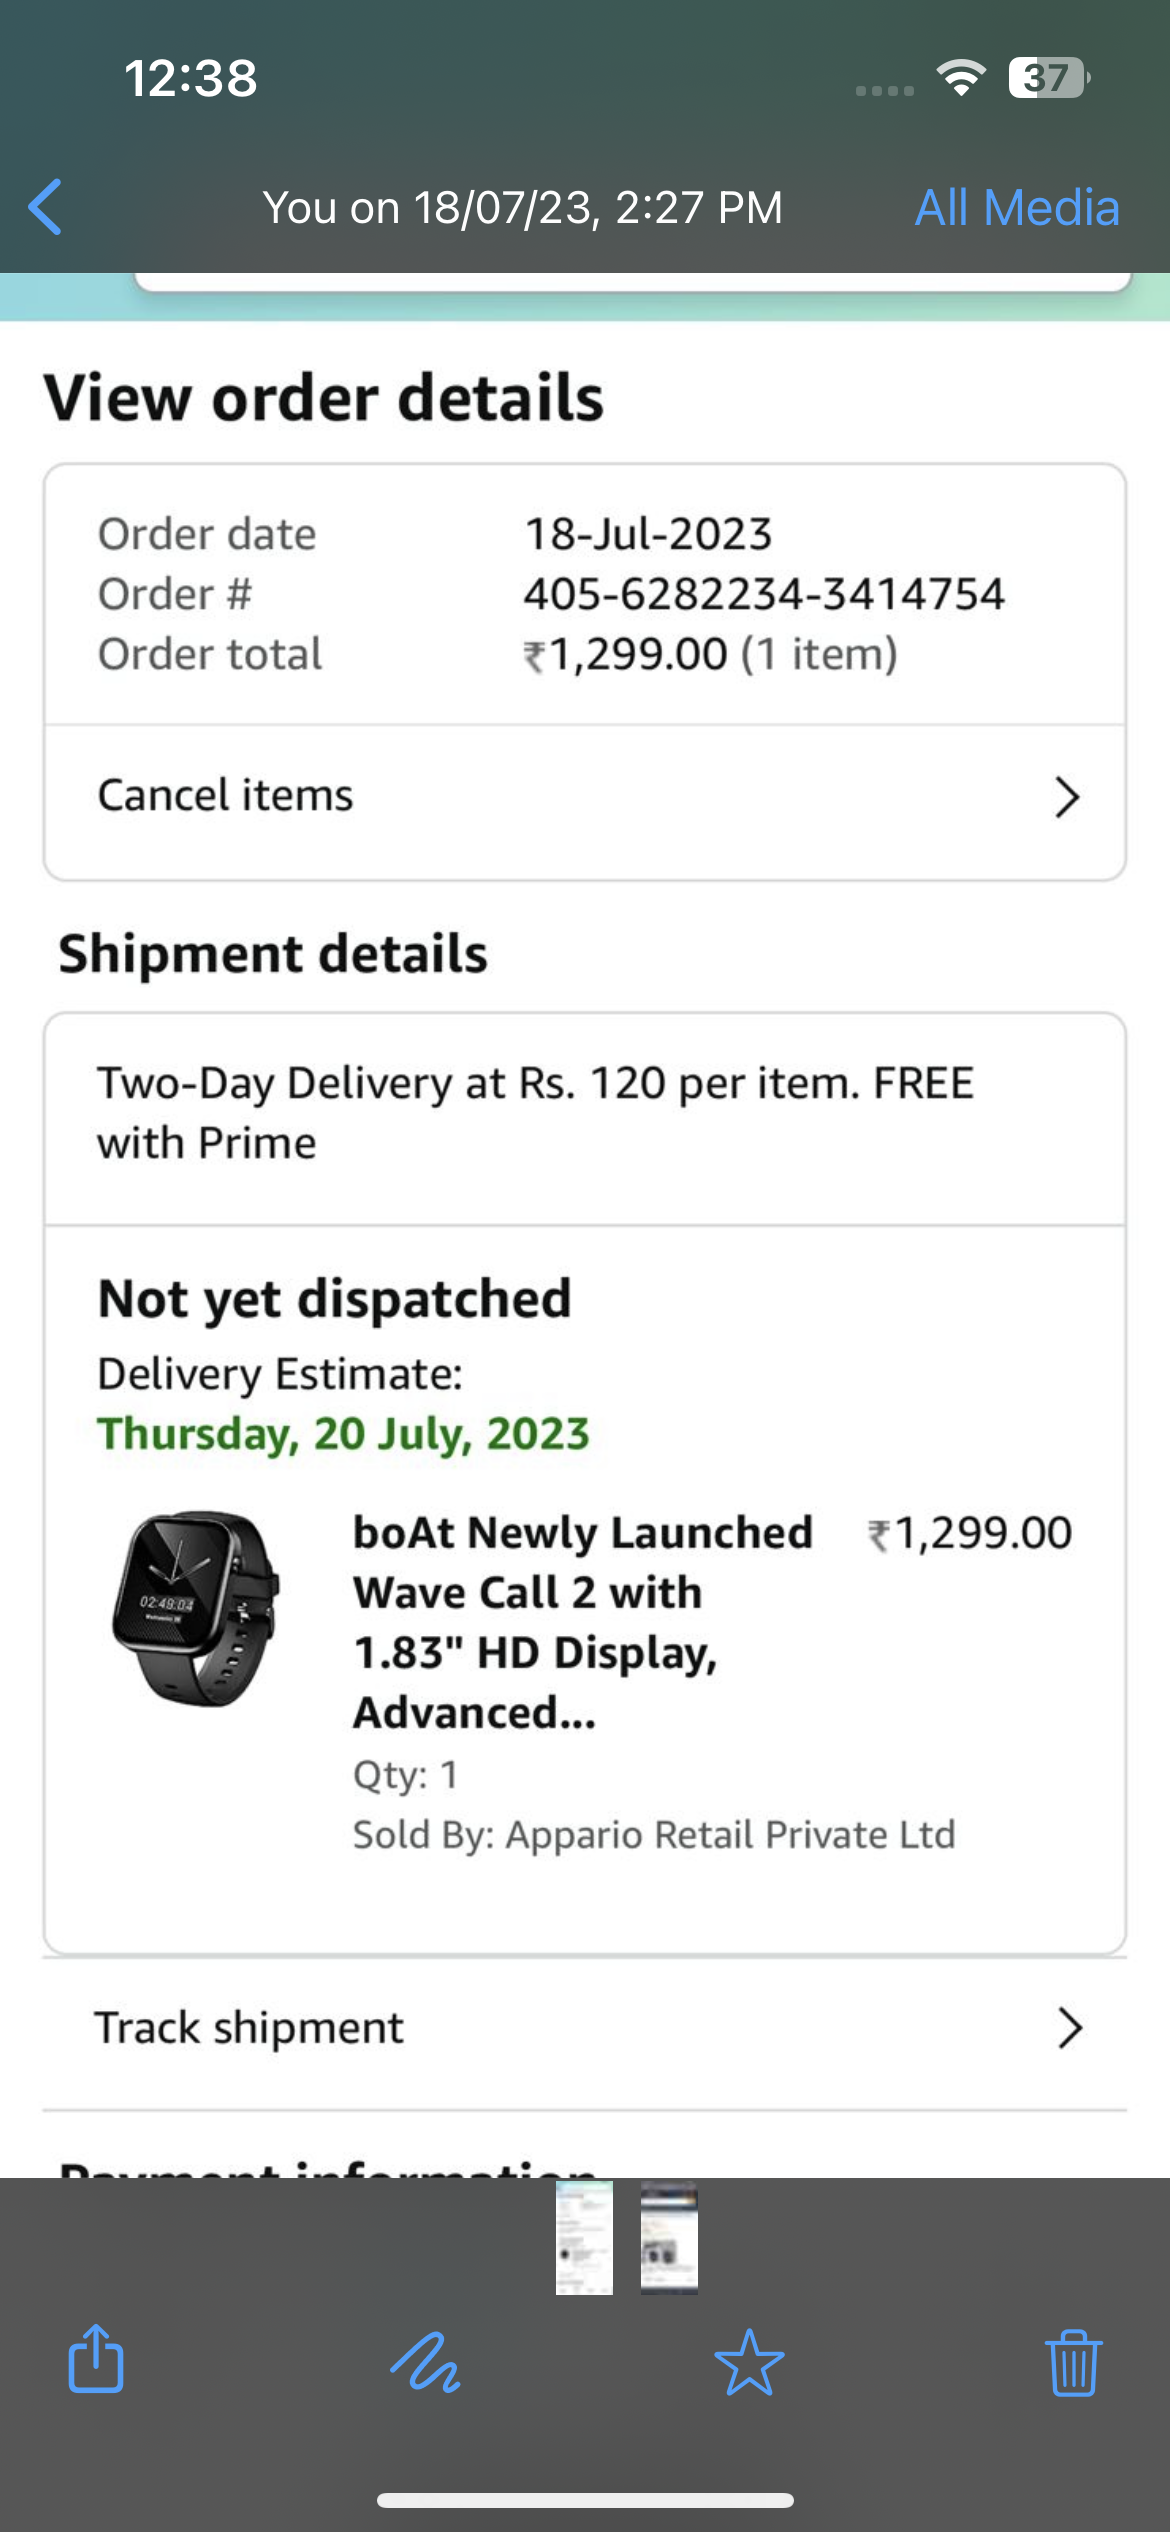 12:38
37
You on 18/07/23, 2:27 PM
All Media
View order details
Order date 18-Jul-2023
Order # 405-6282234-3414754
Order total ₹1,299.00 (1 item)
Cancel items
Shipment details
Two-Day Delivery at Rs. 120 per item. FREE
with Prime
Not yet dispatched
Delivery Estimate:
Thursday, 20 July, 2023
boAt Newly Launched ₹1,299.00
Wave Call 2 with
1.83" HD Display,
Advanced...
Qty: 1
Sold By: Appario Retail Private Ltd
02:48:04
Track shipment
Payment information